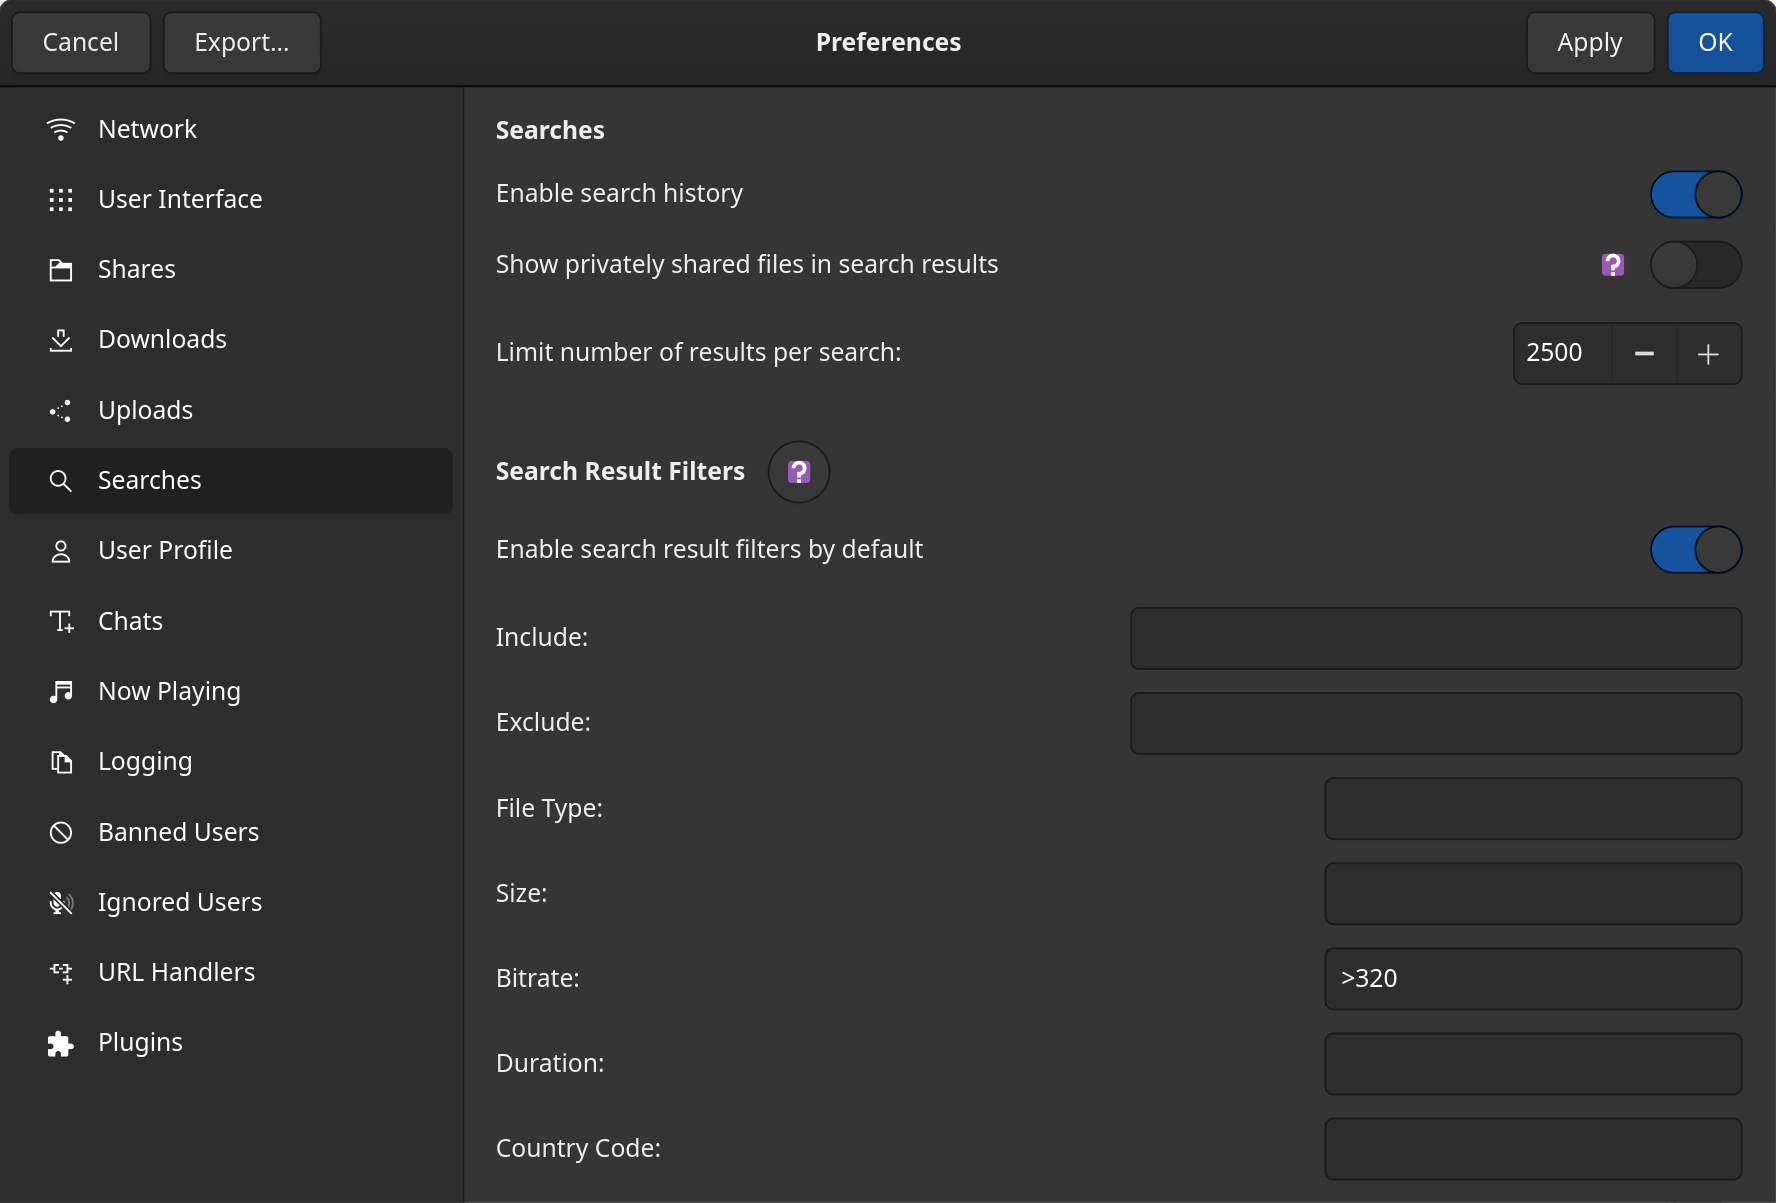 Cancel
Export...
Preferences
Apply
OK
Network
User Interface
Shares
Downloads
Uploads
Searches
User Profile
Chats
Now Playing
Logging
Banned Users
Ignored Users
URL Handlers
Plugins
Searches
Enable search history
Show privately shared files in search results
?
Limit number of results per search:
2500
Search Result Filters
?
Enable search result filters by default
Include:
Exclude:
File Type:
Size:
Bitrate:
>320
Duration:
Country Code: